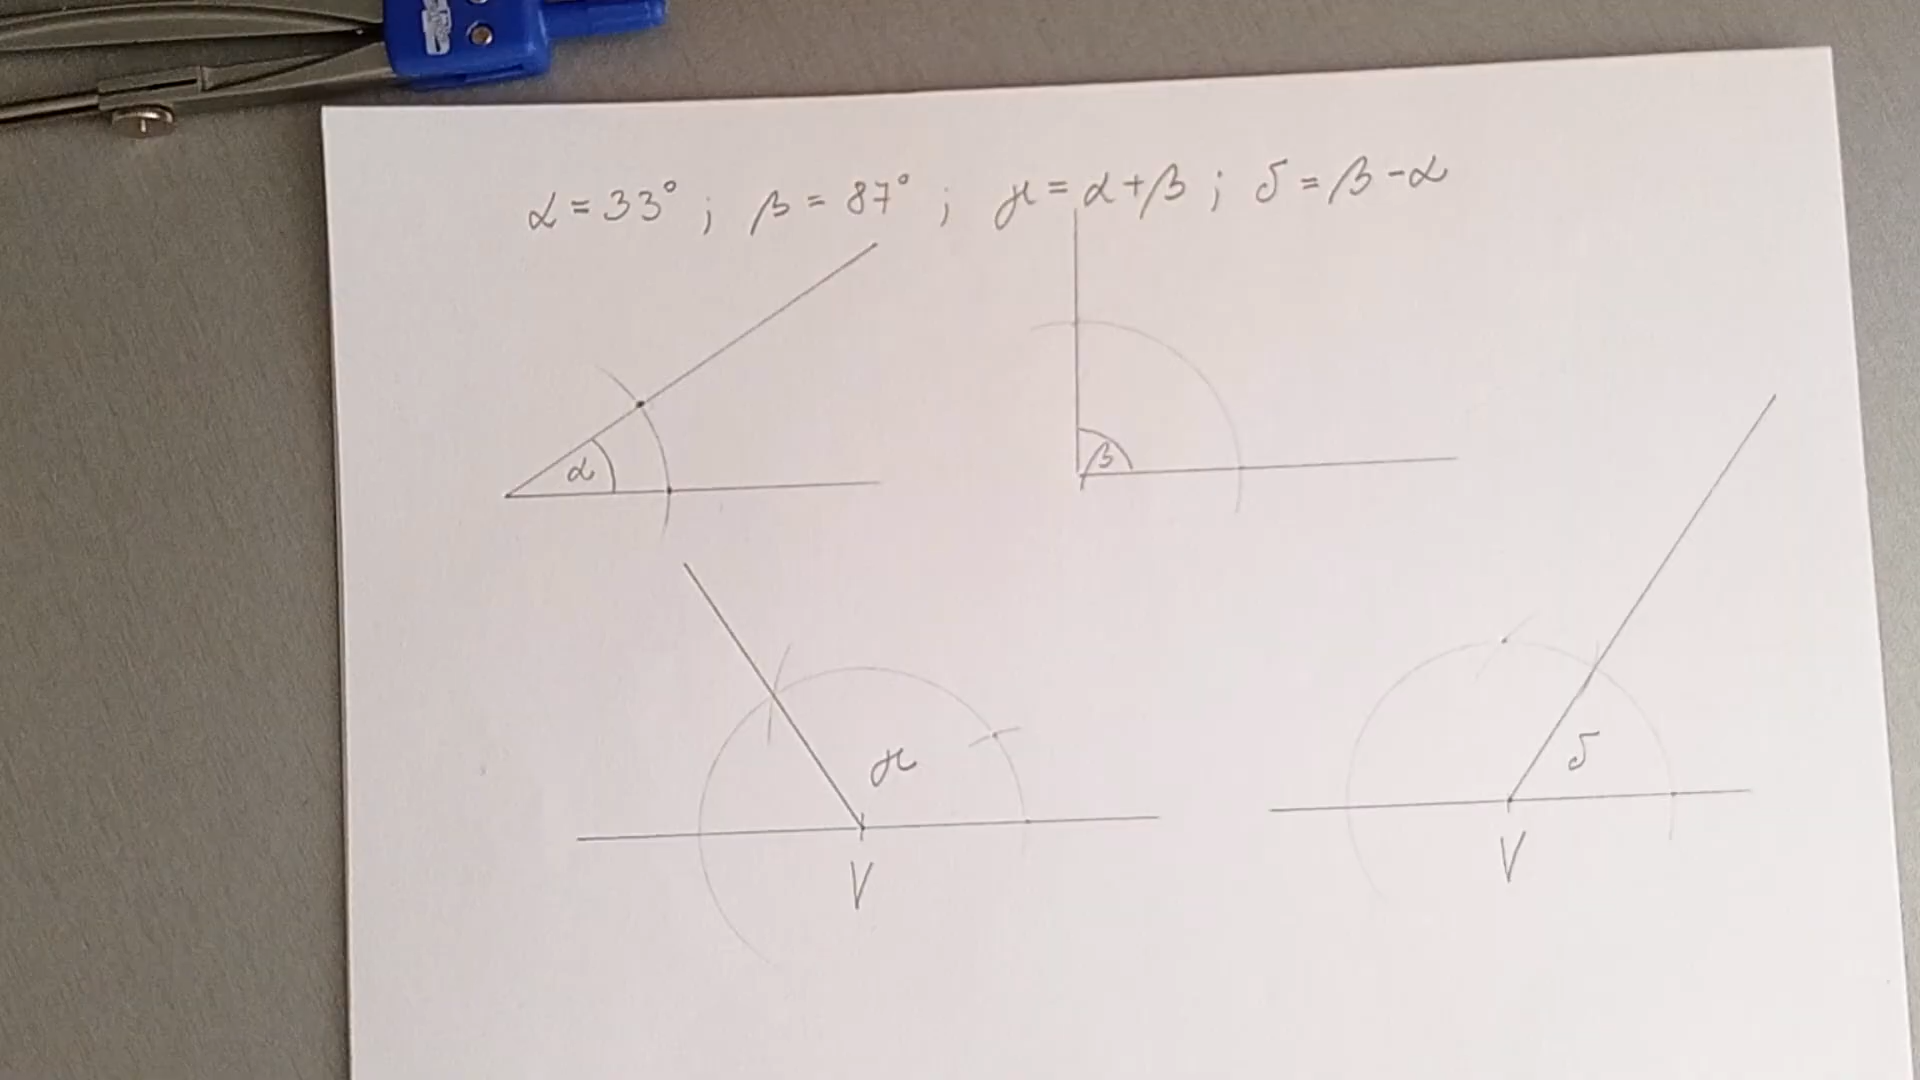 α = 33° ; β = 87° ; γ = α + β ; δ = β - α
α
β
γ
δ
V
V